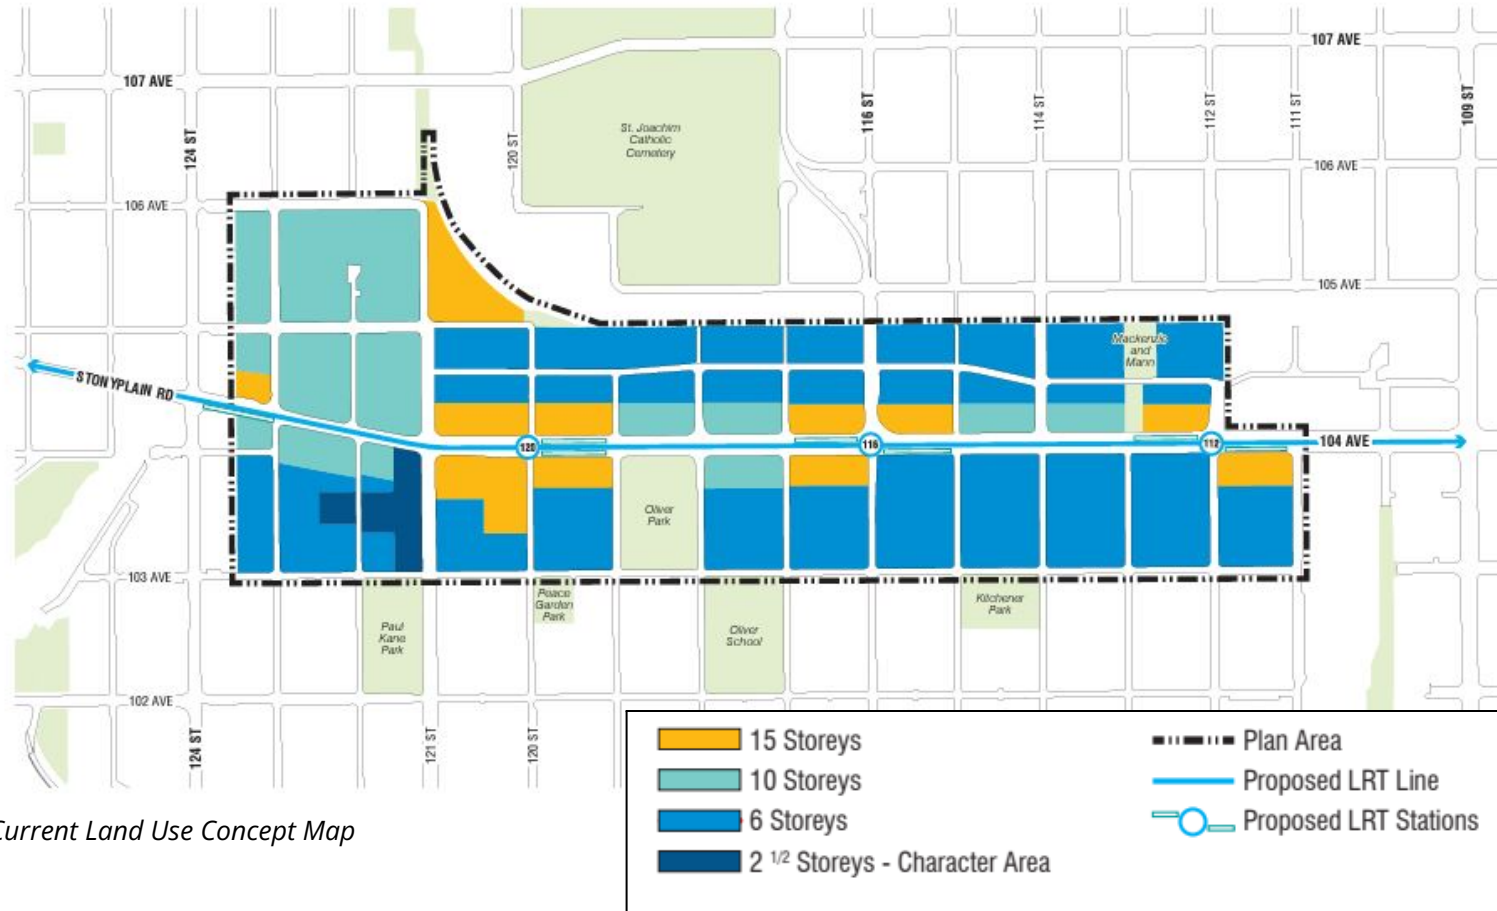 107 AVE
107 AVE
124 ST
120 ST
116 ST
114 ST
112 ST
111 ST
109 ST
St. Joachim
Catholic
Cemetery
106 AVE
106 AVE
105 AVE
Mackenzie
and
Mann
STONYPLAIN RD
120
116
112
104 AVE
Oliver
Park
103 AVE
Peace
Garden
Park
Paul
Kane
Park
Oliver
School
Kitchener
Park
102 AVE
124 ST
121 ST
120 ST
15 Storeys
10 Storeys
6 Storeys
2 1/2 Storeys - Character Area
Plan Area
Proposed LRT Line
Proposed LRT Stations
Current Land Use Concept Map